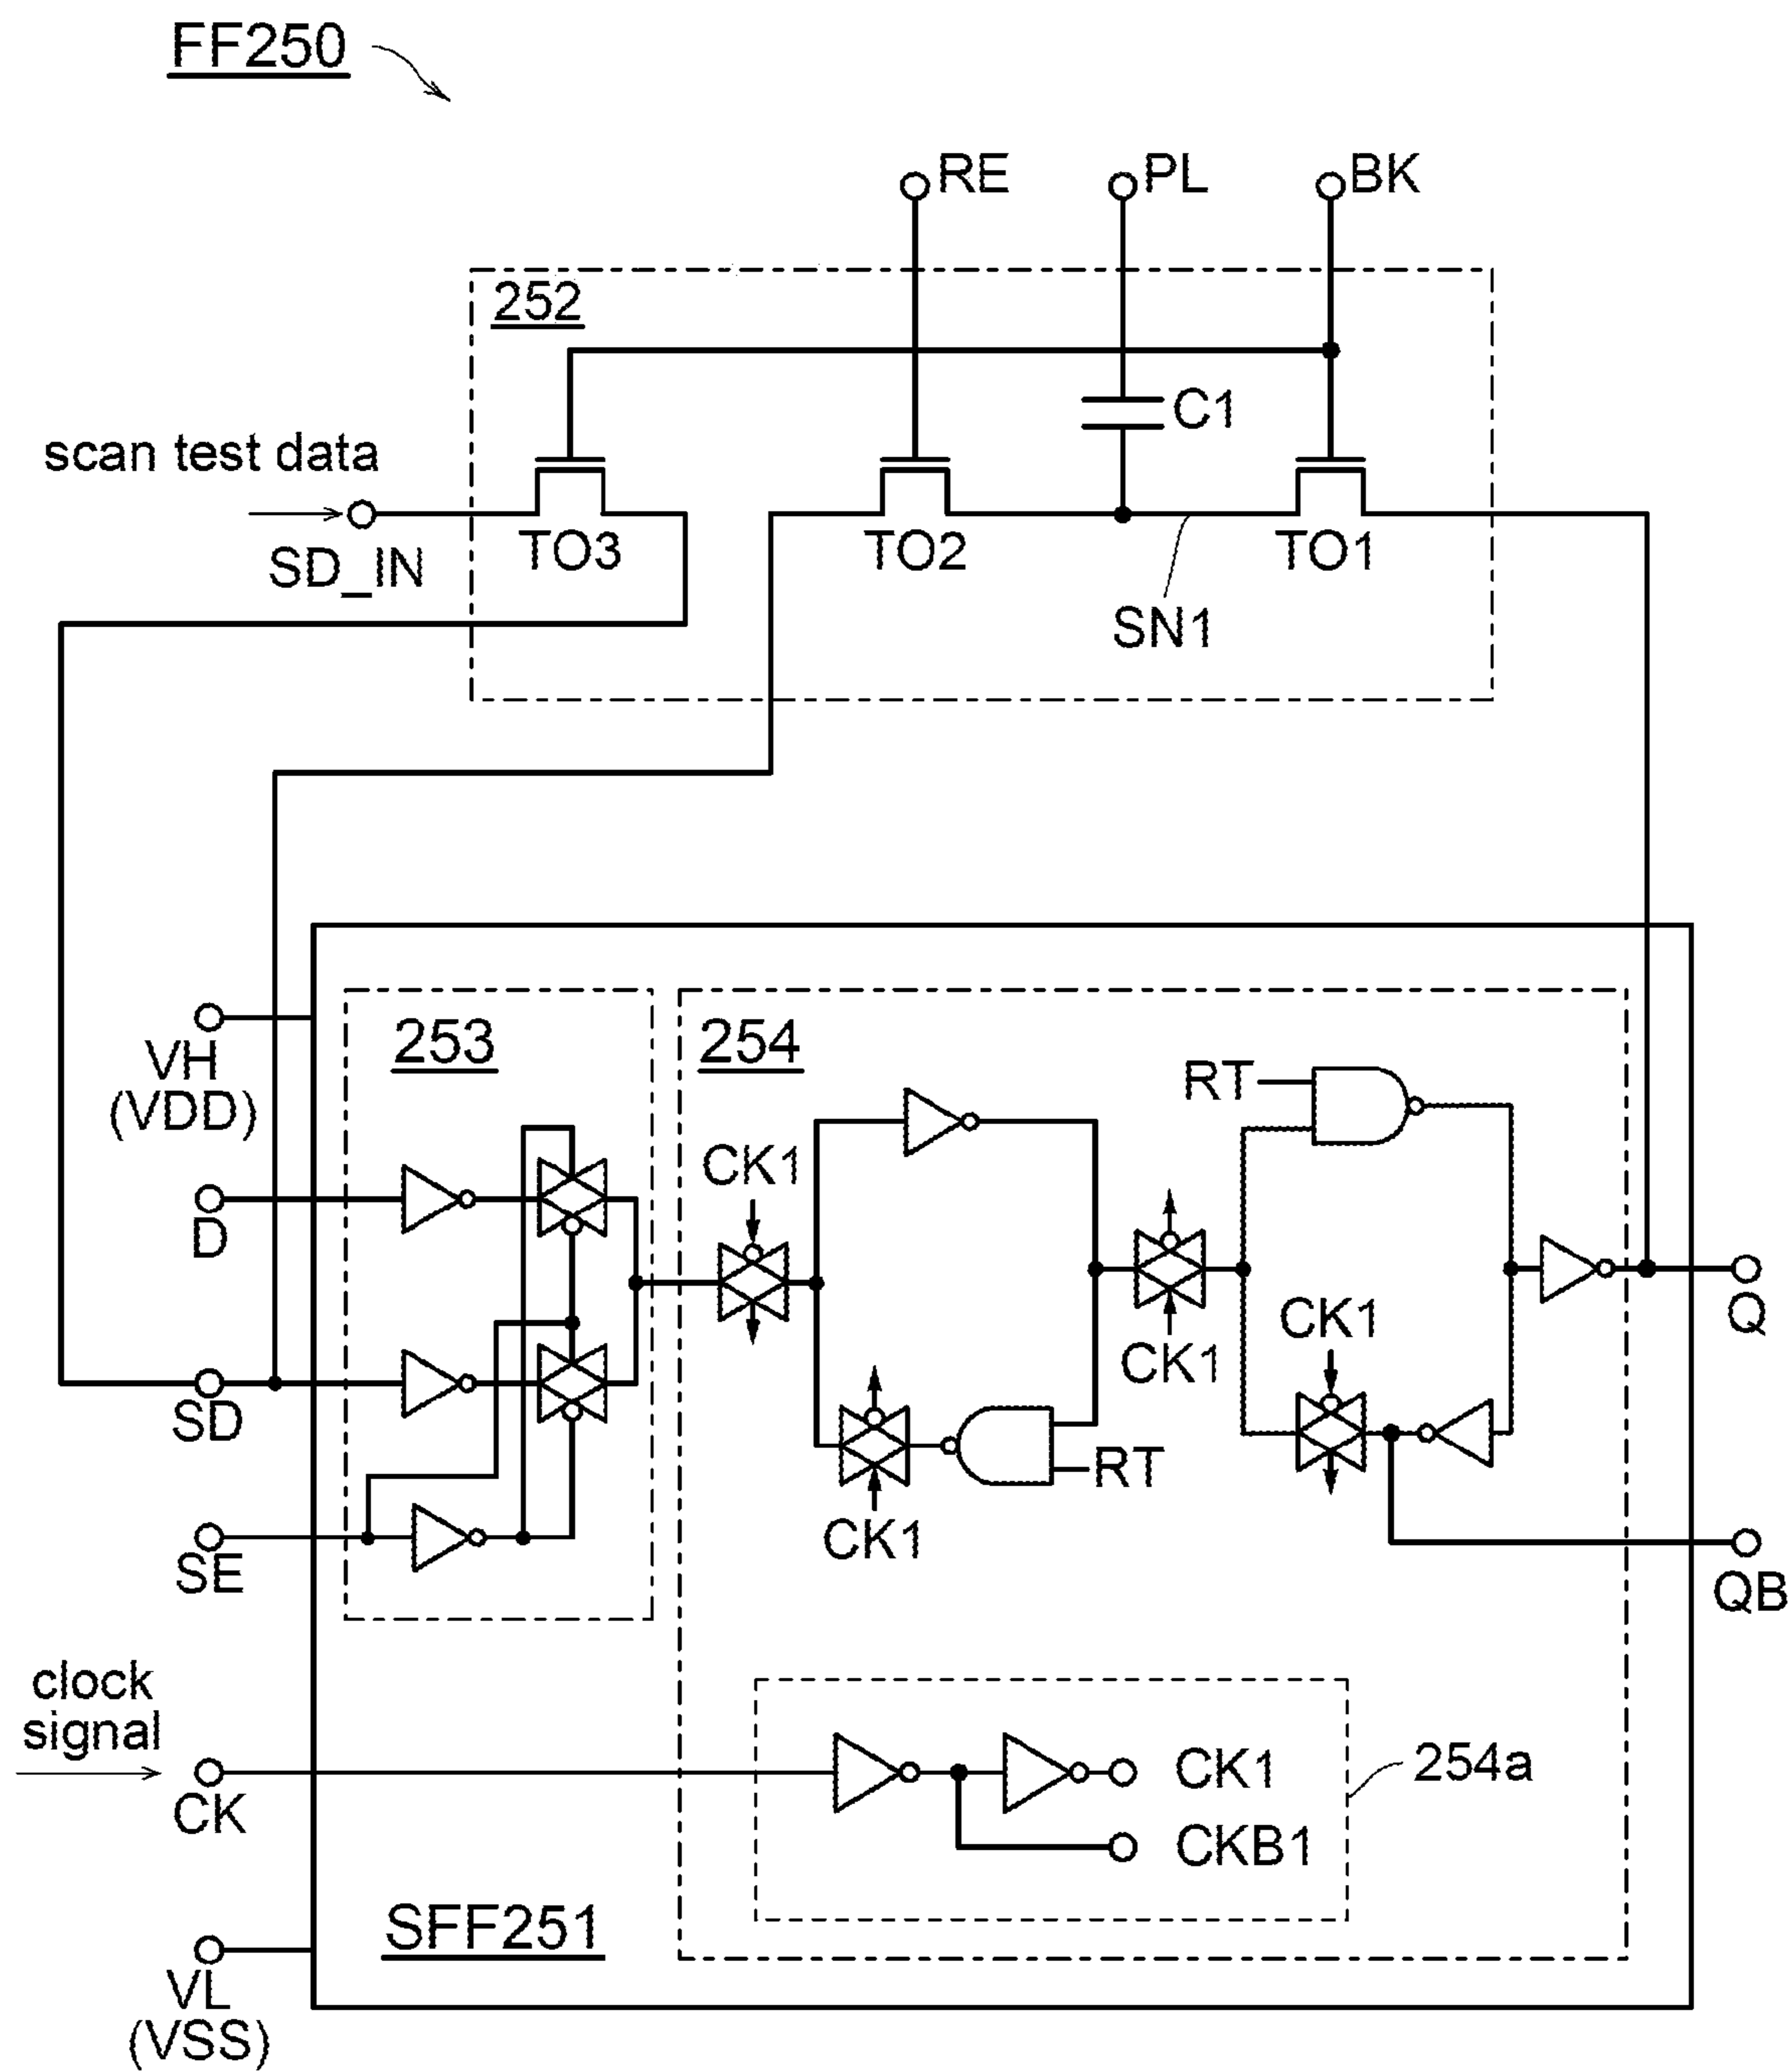 FF250
RE
PL
BK
252
C1
scan test data
SD_IN
TO3
TO2
TO1
SN1
VH
(VDD)
253
254
RT
D
CK1
CK1
CK1
Q
SD
RT
CK1
SE
QB
clock
signal
CK
CK1
254a
CKB1
SFF251
VL
(VSS)